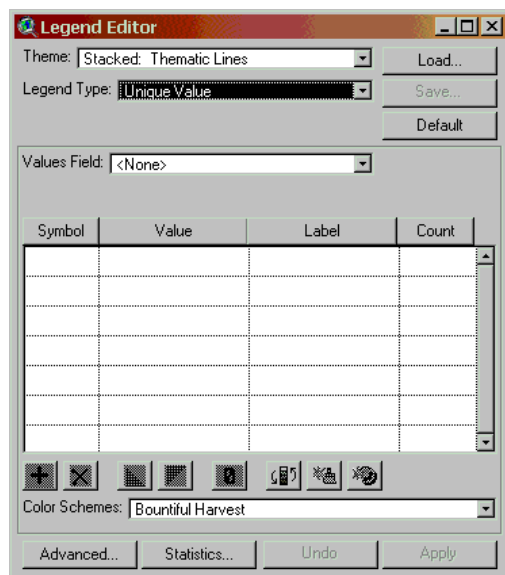 Legend Editor
Theme: Stacked: Thematic Lines
Load...
Legend Type: Unique Value
Save...
Default
Values Field: <None>
Symbol Value Label Count
0
Color Schemes: Bountiful Harvest
Advanced... Statistics... Undo Apply